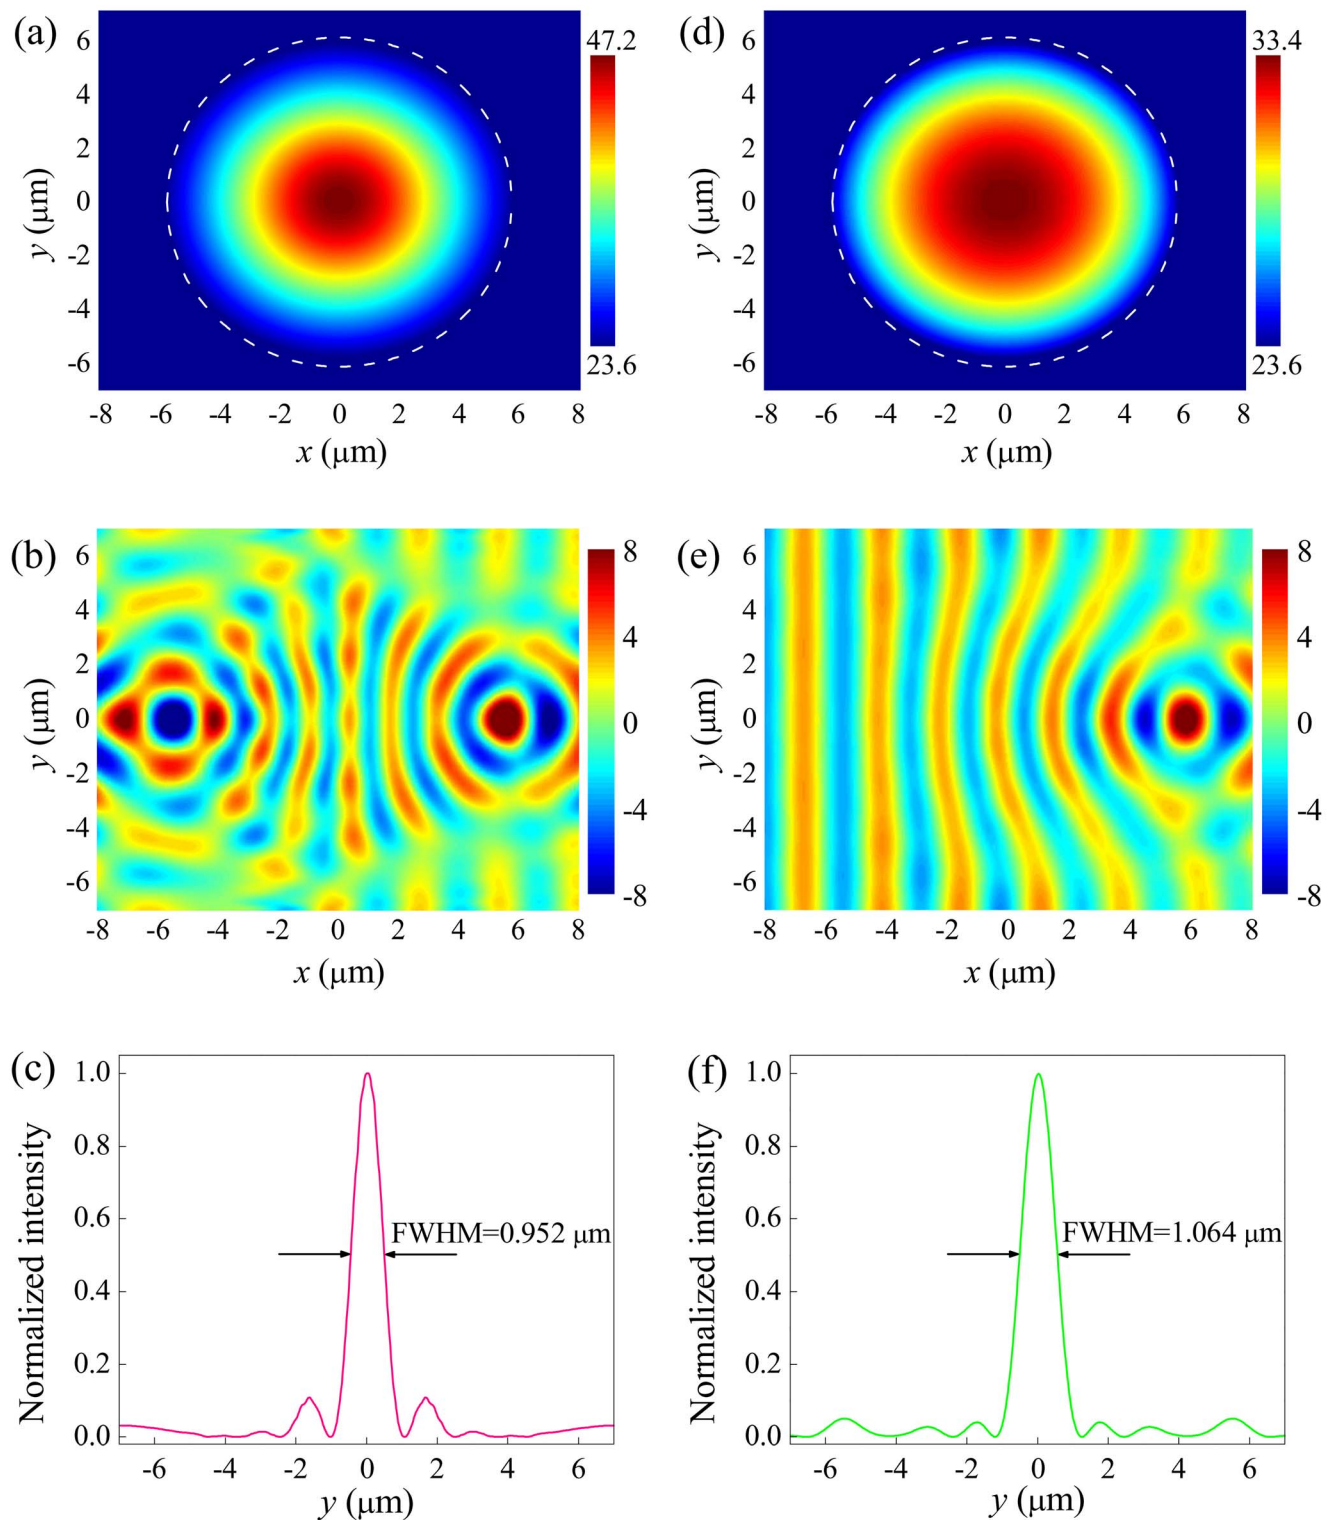 (a)
47.2
6
4
2
0
-2
-4
-6
y (μm)
23.6
-8 -6 -4 -2 0 2 4 6 8
x (μm)
(d)
33.4
6
4
2
0
-2
-4
-6
y (μm)
23.6
-8 -6 -4 -2 0 2 4 6 8
x (μm)
(b)
6
4
2
0
-2
-4
-6
y (μm)
8
4
0
-4
-8
-8 -6 -4 -2 0 2 4 6 8
x (μm)
(e)
6
4
2
0
-2
-4
-6
y (μm)
8
4
0
-4
-8
-8 -6 -4 -2 0 2 4 6 8
x (μm)
(c)
1.0
0.8
0.6
0.4
0.2
0.0
Normalized intensity
FWHM=0.952 μm
-6 -4 -2 0 2 4 6
y (μm)
(f)
1.0
0.8
0.6
0.4
0.2
0.0
Normalized intensity
FWHM=1.064 μm
-6 -4 -2 0 2 4 6
y (μm)